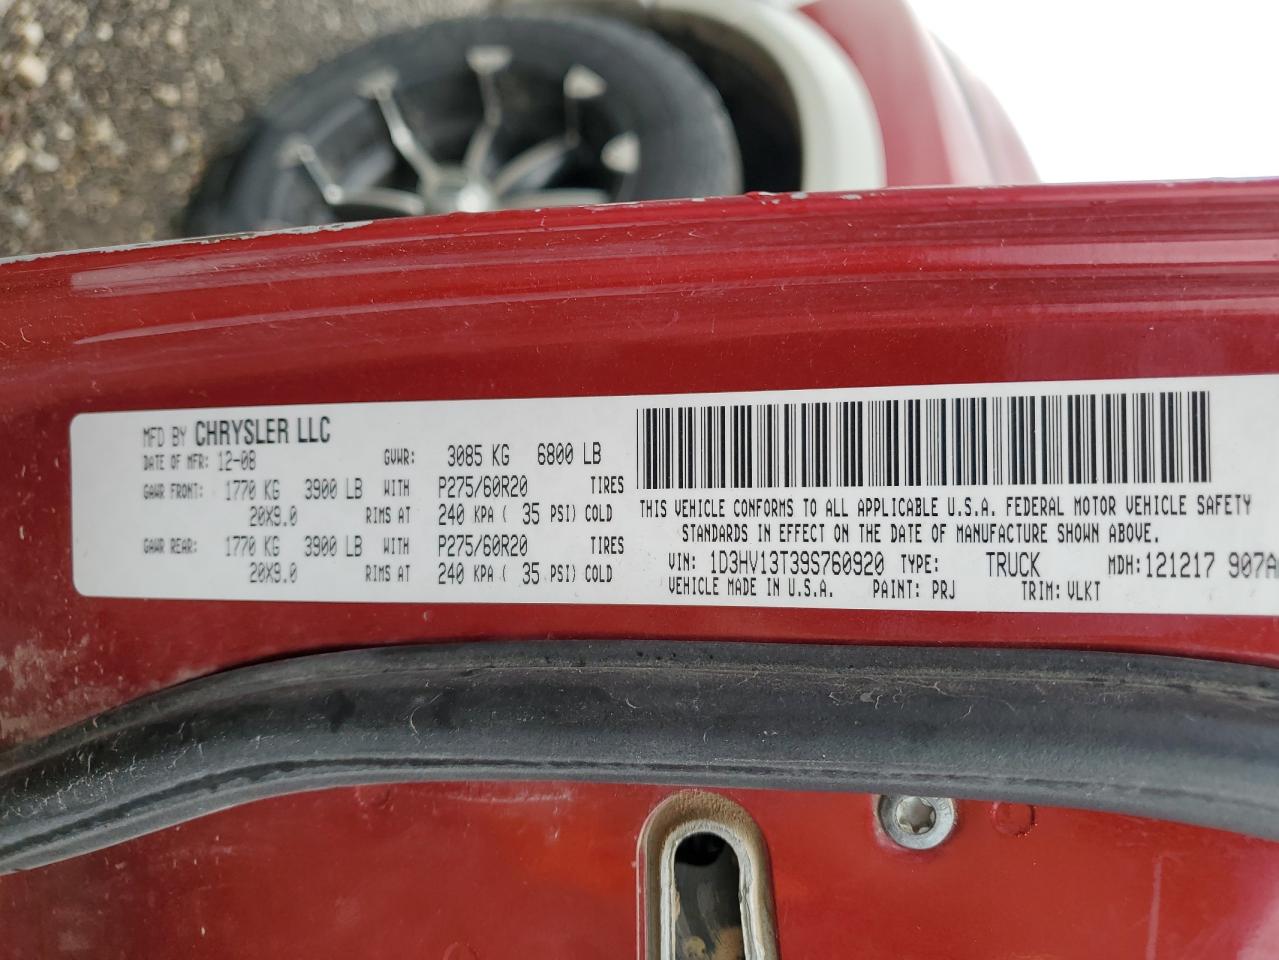 MFD BY CHRYSLER LLC
DATE OF MFR: 12-08 GVWR: 3085 KG 6800 LB
GAWR FRONT: 1770 KG 3900 LB WITH P275/60R20 TIRES
20X9.0 RIMS AT 240 KPA ( 35 PSI) COLD
GAWR REAR: 1770 KG 3900 LB WITH P275/60R20 TIRES
20X9.0 RIMS AT 240 KPA ( 35 PSI) COLD
THIS VEHICLE CONFORMS TO ALL APPLICABLE U.S.A. FEDERAL MOTOR VEHICLE SAFETY
STANDARDS IN EFFECT ON THE DATE OF MANUFACTURE SHOWN ABOVE.
VIN: 1D3HV13T39S760920 TYPE: TRUCK MDH:121217 907A
VEHICLE MADE IN U.S.A. PAINT: PRJ TRIM: VLKT